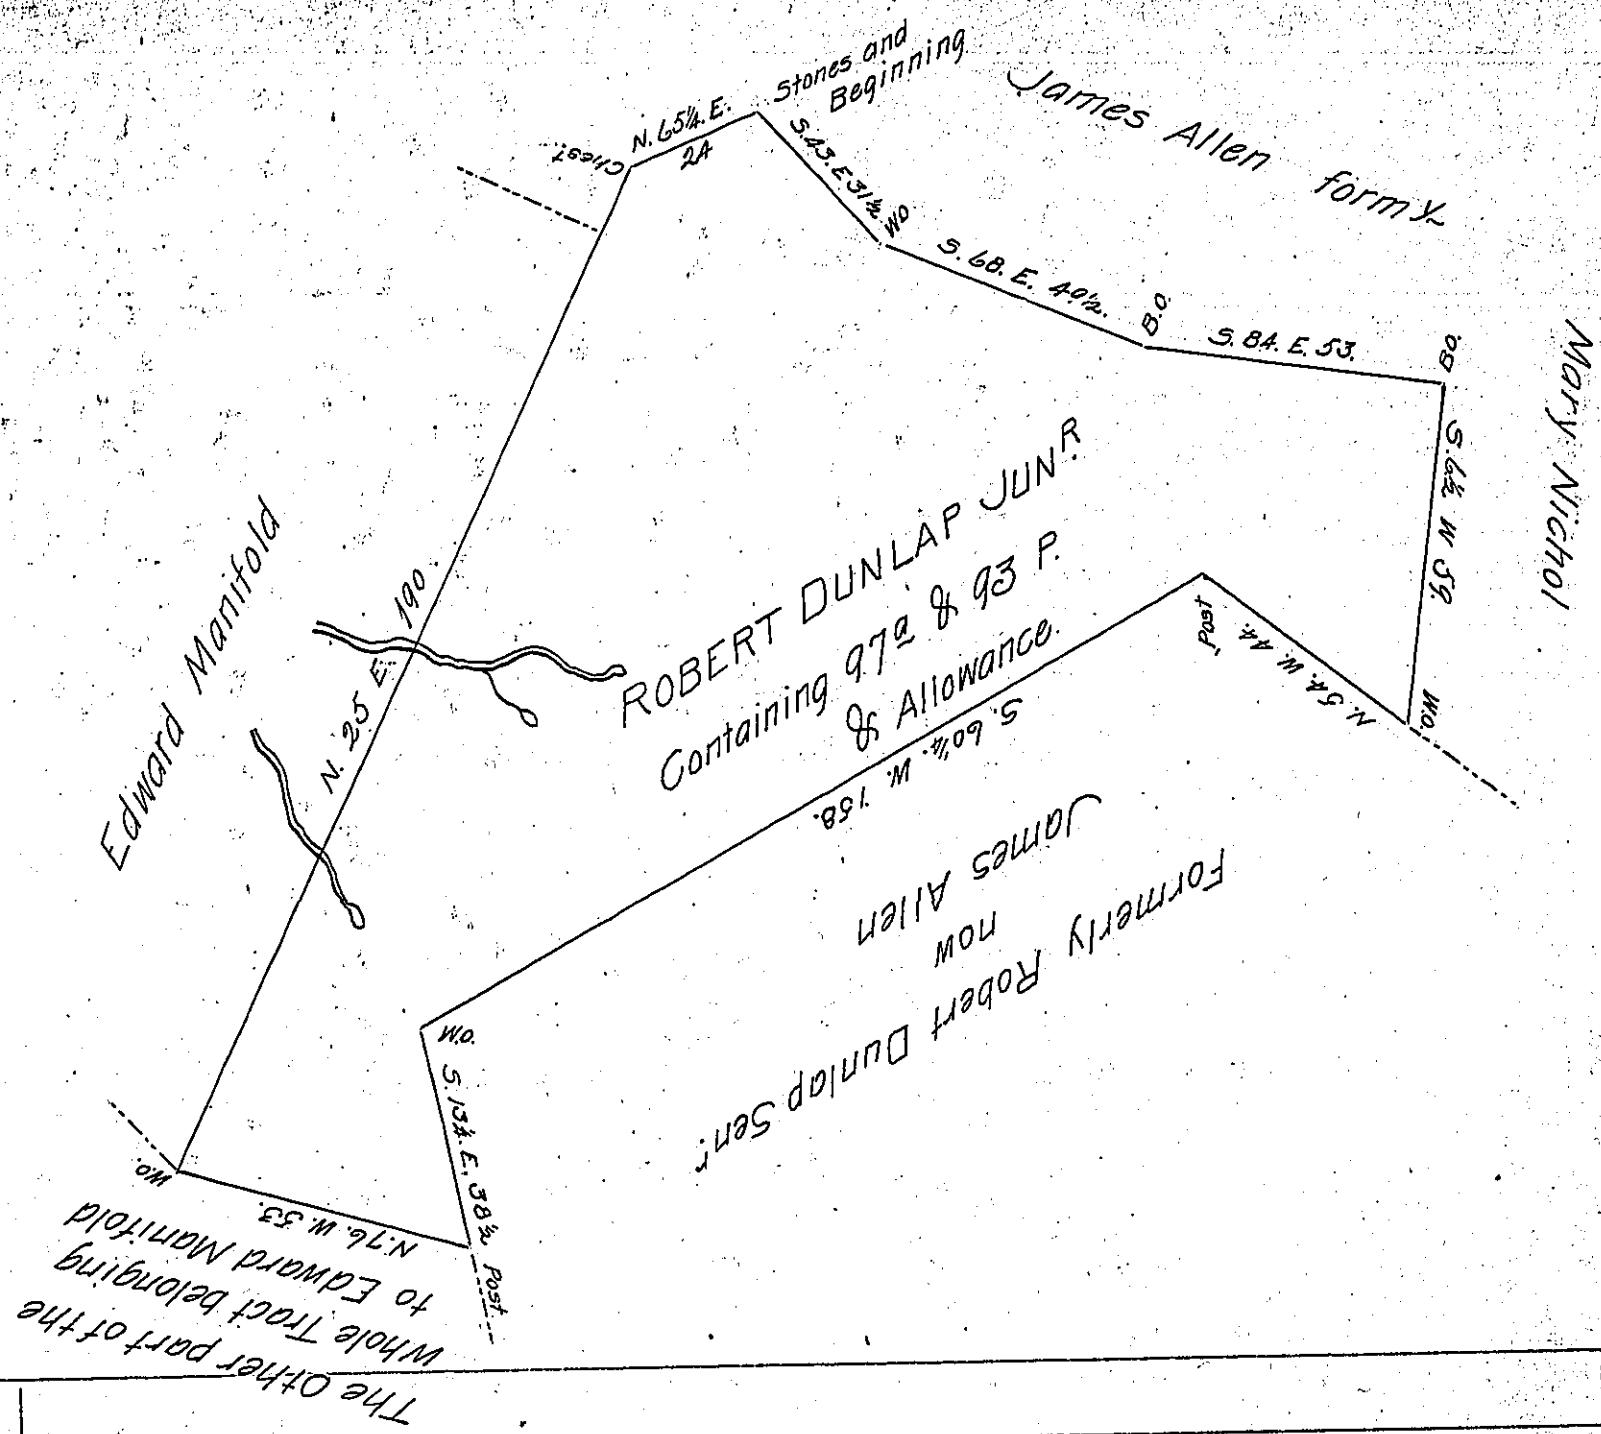 Stones and
Beginning
James Allen form.y
N. 65¼. E.
24
Chest.
S. 43. E 31½
W.O.
S. 68. E. 40½.
B.O.
S. 84. E. 53.
B.O.
S. 6½ W 59.
Mary Nichol
W.O.
N. 54. W. 44.
Post
S. 60¼. W. 158.
W.O.
S. 13¼. E. 38½
Post
N. 76. W. 53.
W.O.
N. 25 E. 190.
Edward Manifold
ROBERT DUNLAP JUN.R
Containing 97a & 93 P.
& Allowance.
Formerly Robert Dunlap Sen.r
now
James Allen
The Other part of the
whole Tract belonging
to Edward Manifold